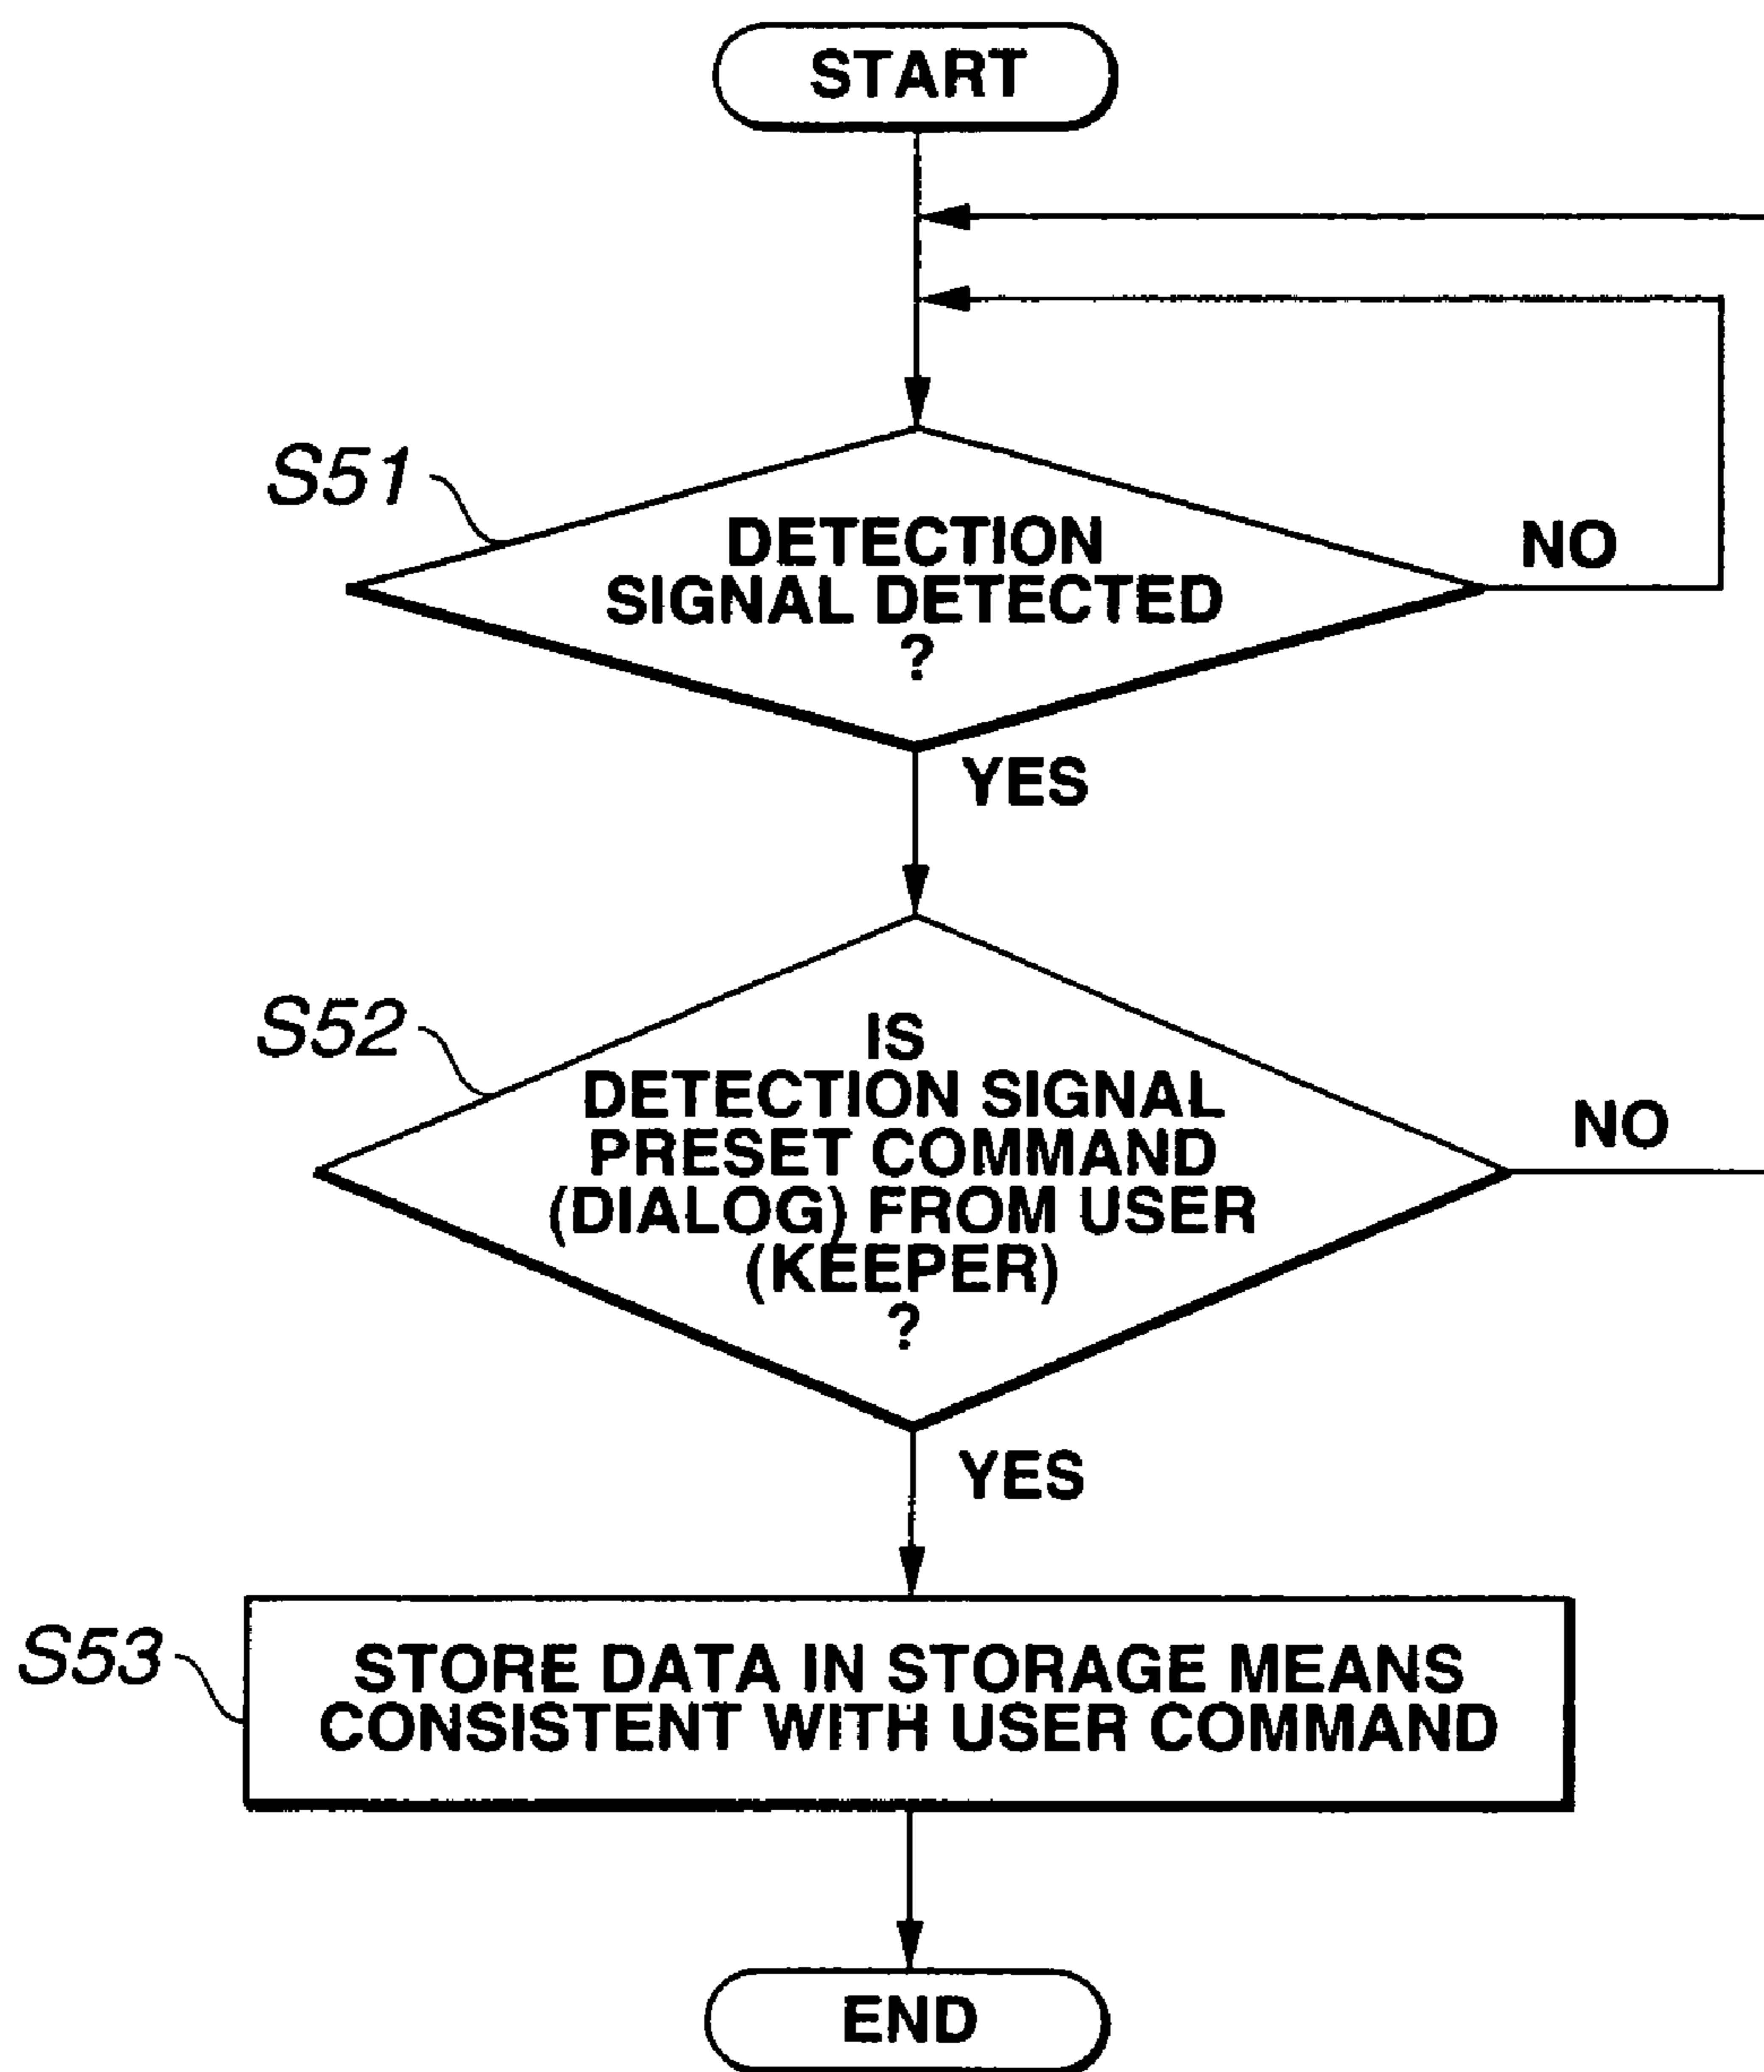 START
S51
DETECTION
SIGNAL DETECTED
?
NO
YES
S52
IS
DETECTION SIGNAL
PRESET COMMAND
(DIALOG) FROM USER
(KEEPER)
?
NO
YES
S53
STORE DATA IN STORAGE MEANS
CONSISTENT WITH USER COMMAND
END